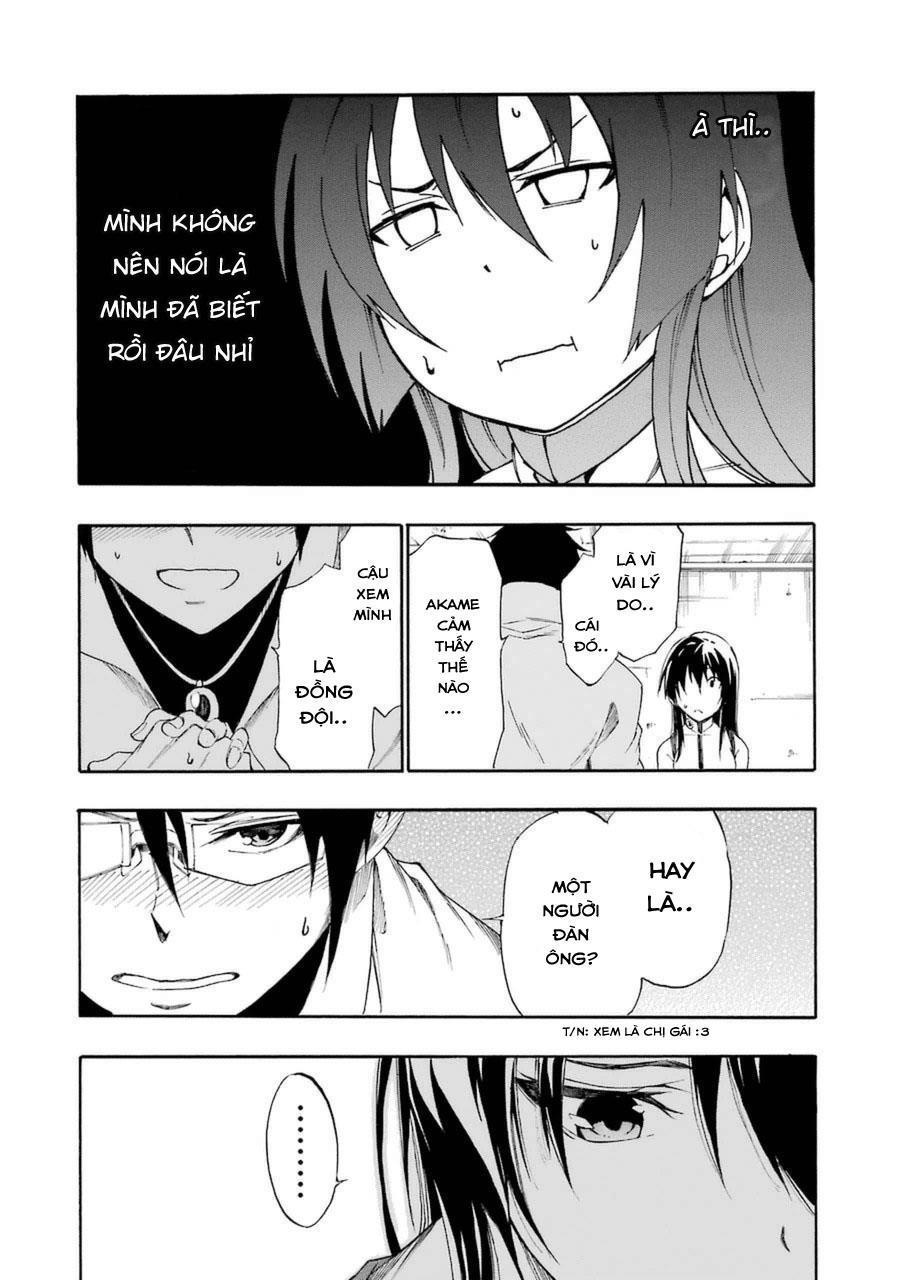 À THÌ..
MÌNH KHÔNG
NÊN NÓI LÀ
MÌNH ĐÃ BIẾT
RỒI ĐÂU NHỈ
LÀ VÌ
VÀI LÝ
DO..
CÁI
ĐÓ..
AKAME
CẢM
THẤY
THẾ
NÀO
...
CẬU
XEM
MÌNH
LÀ
ĐỒNG
ĐỘI..
HAY
LÀ..
MỘT
NGƯỜI
ĐÀN
ÔNG?
T/N: XEM LÀ CHỊ GÁI :3
........